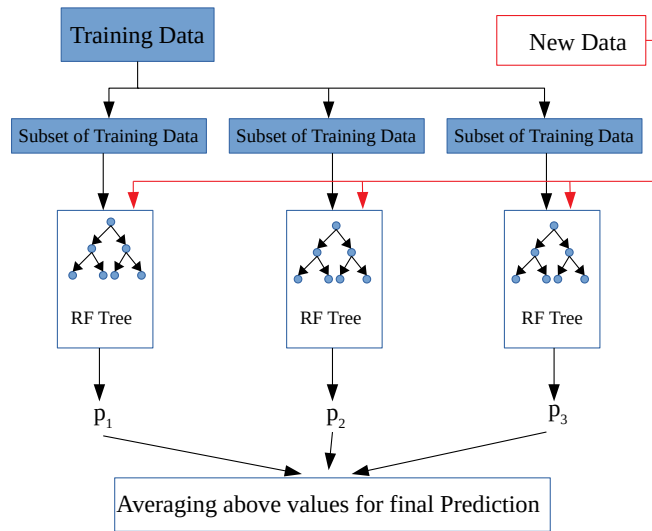 Training Data
New Data
Subset of Training Data
Subset of Training Data
Subset of Training Data
RF Tree
RF Tree
RF Tree
p₁
p₂
p₃
Averaging above values for final Prediction